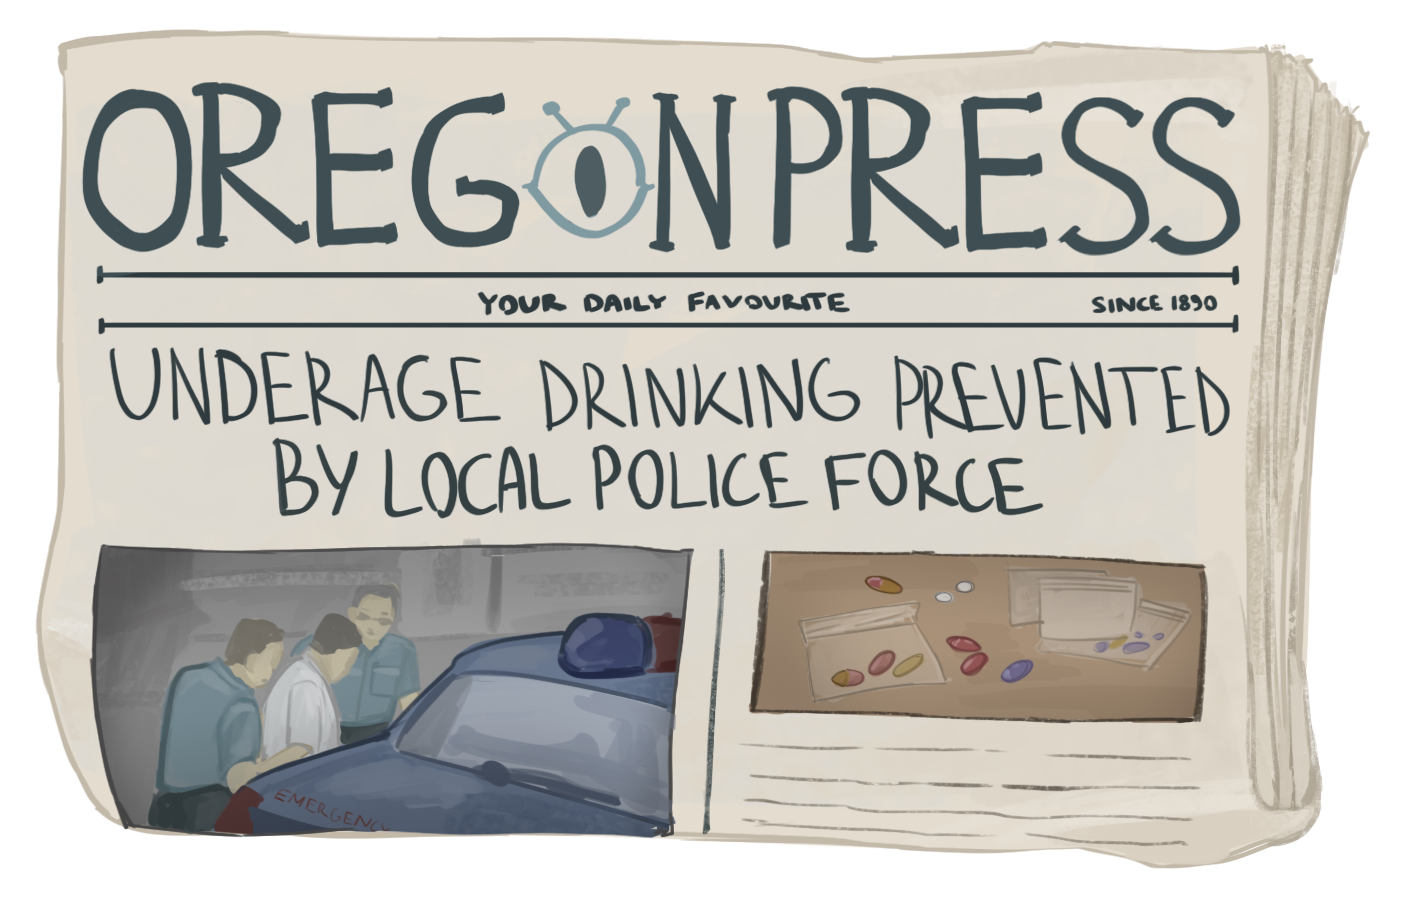 OREGON PRESS
YOUR DAILY FAVOURITE
SINCE 1890
UNDERAGE DRINKING PREVENTED
BY LOCAL POLICE FORCE
EMERGENCY